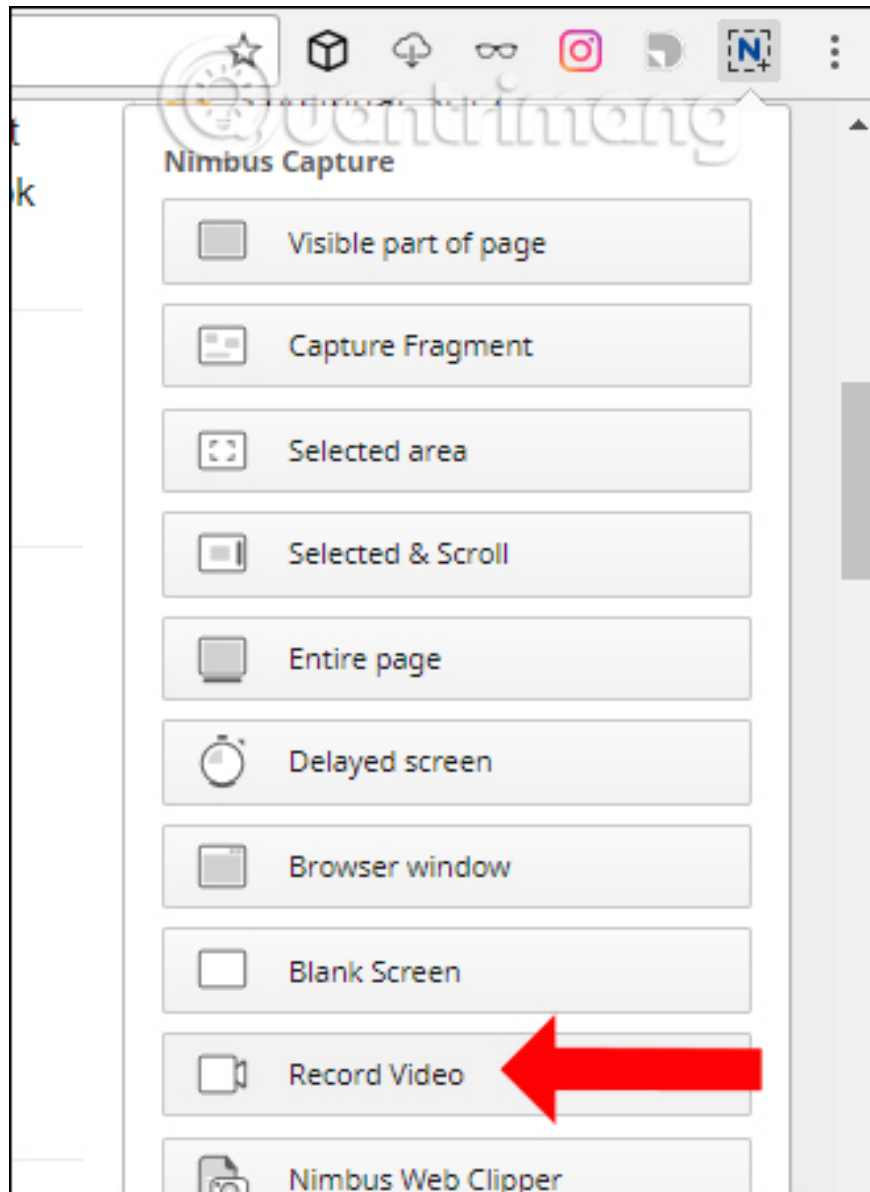 t
k
Quantrimang
Nimbus Capture
Visible part of page
Capture Fragment
Selected area
Selected & Scroll
Entire page
Delayed screen
Browser window
Blank Screen
Record Video
Nimbus Web Clipper